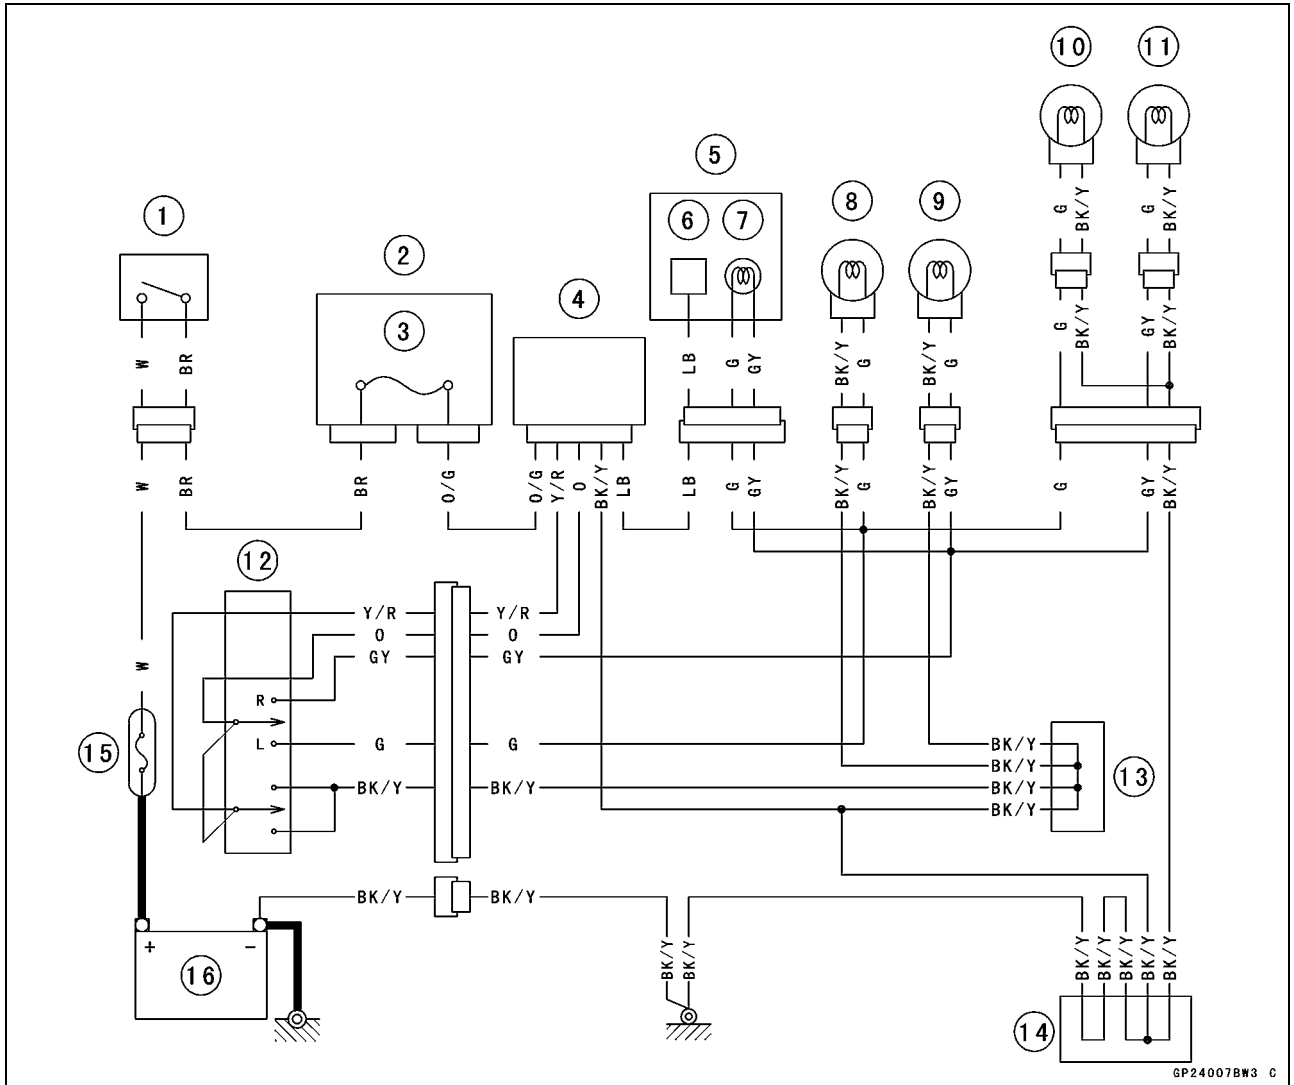 10 11
5
G BK/Y G BK/Y
1 6 7 8 9
2
4
3
G BK/Y GY BK/Y
W BR LB G GY BK/Y G BK/Y G
W BR BR O/G O/G Y/R O BK/Y LB LB G GY BK/Y G BK/Y GY G GY BK/Y
12
Y/R Y/R
O O
GY GY
W
R
L G G BK/Y
15 BK/Y 13
BK/Y BK/Y BK/Y
BK/Y
BK/Y BK/Y
+ - BK/Y BK/Y BK/Y BK/Y BK/Y BK/Y BK/Y
16
14
GP24007BW3 C